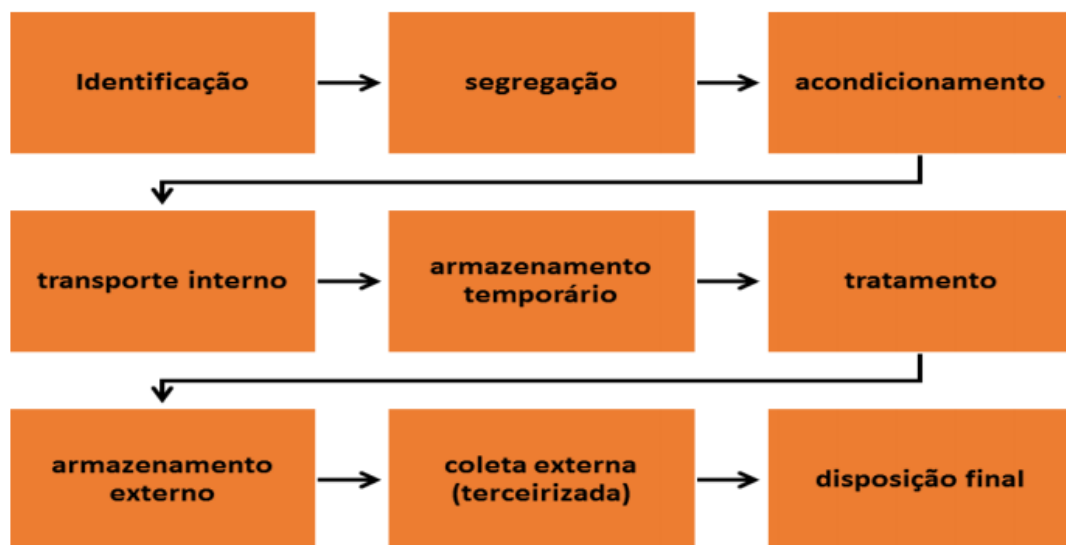 Identificação
segregação
acondicionamento
transporte interno
armazenamento
temporário
tratamento
armazenamento
externo
coleta externa
(terceirizada)
disposição final